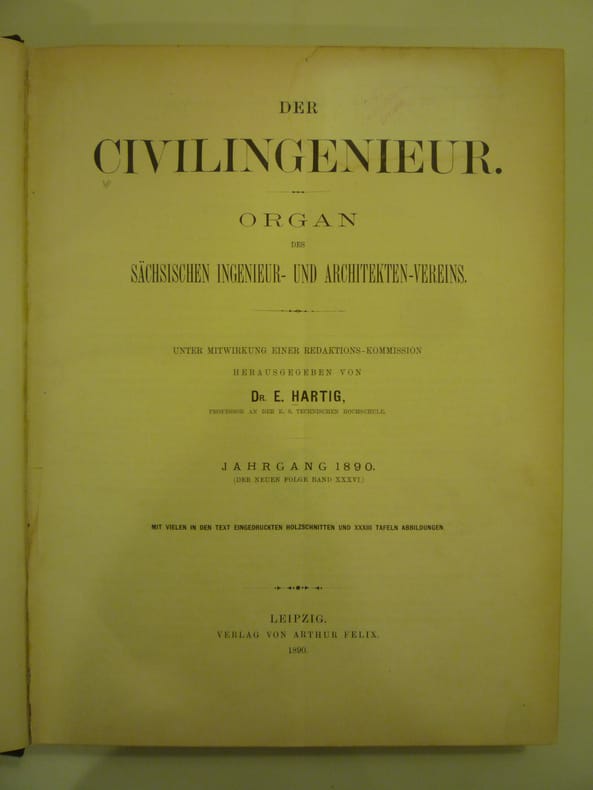 DER
CIVILINGENIEUR.
ORGAN
DES
SÄCHSISCHEN INGENIEUR- UND ARCHITEKTEN-VEREINS.
UNTER MITWIRKUNG EINER REDAKTIONS-KOMMISSION
HERAUSGEGEBEN VON
DR. E. HARTIG,
PROFESSOR AN DER K. S. TECHNISCHEN HOCHSCHULE.
JAHRGANG 1890.
(DER NEUEN FOLGE BAND XXXVI.)
MIT VIELEN IN DEN TEXT EINGEDRUCKTEN HOLZSCHNITTEN UND XXXIII TAFELN ABBILDUNGEN.
LEIPZIG.
VERLAG VON ARTHUR FELIX.
1890.